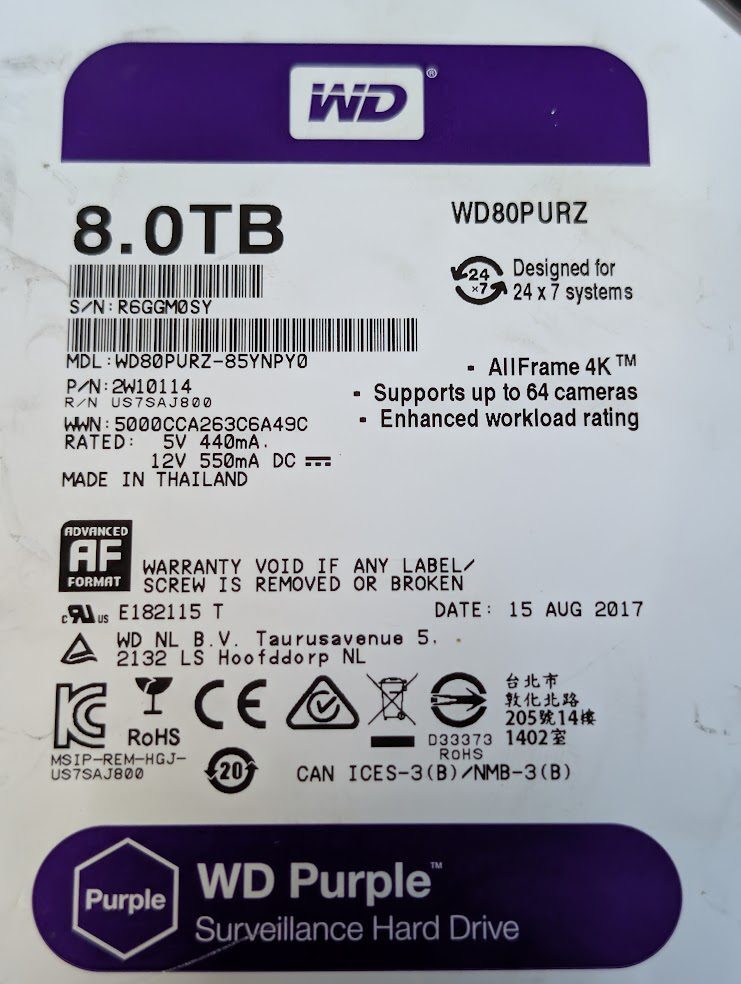 WD®
8.0TB
WD80PURZ
24
x7
Designed for
24 x 7 systems
S/N:R6GGM0SY
MDL:WD80PURZ-85YNPY0
P/N:2W10114
R/N US7SAJ800
WWN:5000CCA263C6A49C
RATED: 5V 440mA.
12V 550mA DC
MADE IN THAILAND
▪ AllFrame 4K™
▪ Supports up to 64 cameras
▪ Enhanced workload rating
ADVANCED
AF
FORMAT
WARRANTY VOID IF ANY LABEL/
SCREW IS REMOVED OR BROKEN
c RU us E182115 T
DATE: 15 AUG 2017
WD NL B.V. Taurusavenue 5.
2132 LS Hoofddorp NL
KC
RoHS
CE
D33373
RoHS
台北市
敦化北路
205號14樓
1402室
MSIP-REM-HGJ-
US7SAJ800
20
CAN ICES-3(B)/NMB-3(B)
Purple
WD Purple™
Surveillance Hard Drive